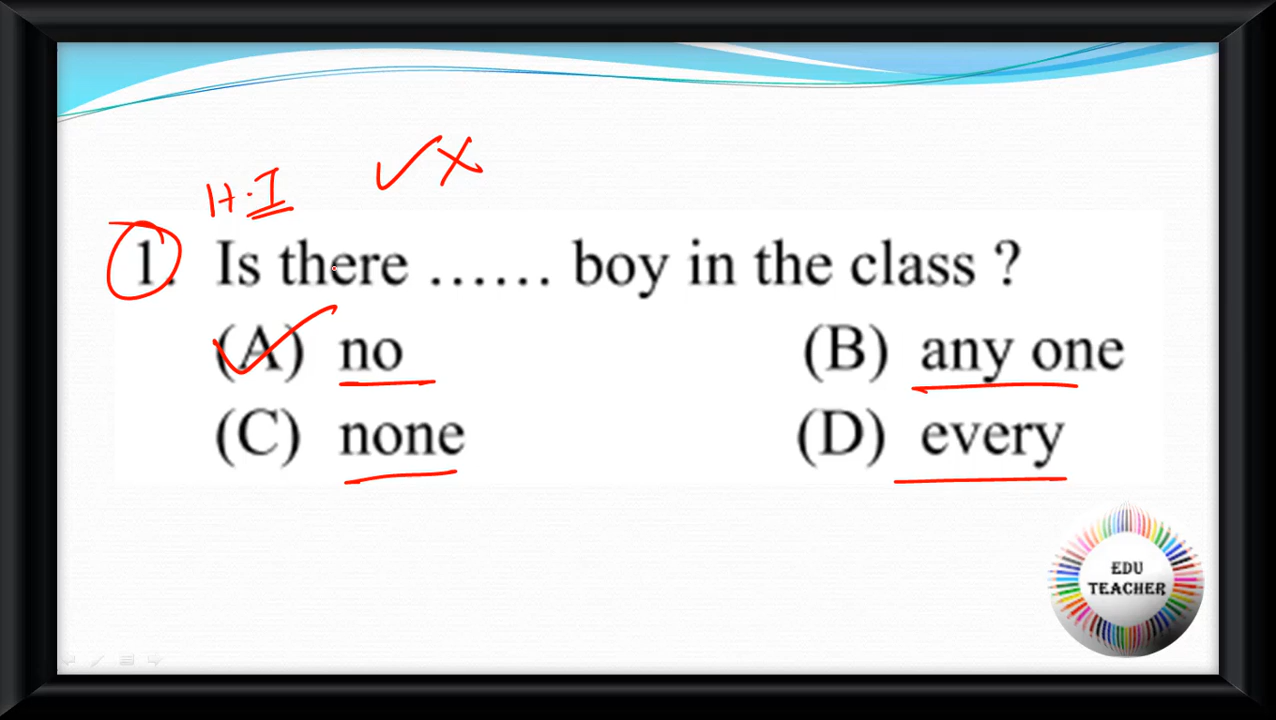 H.I
1. Is there ...... boy in the class ?
(A) no (B) any one
(C) none (D) every
EDU
TEACHER